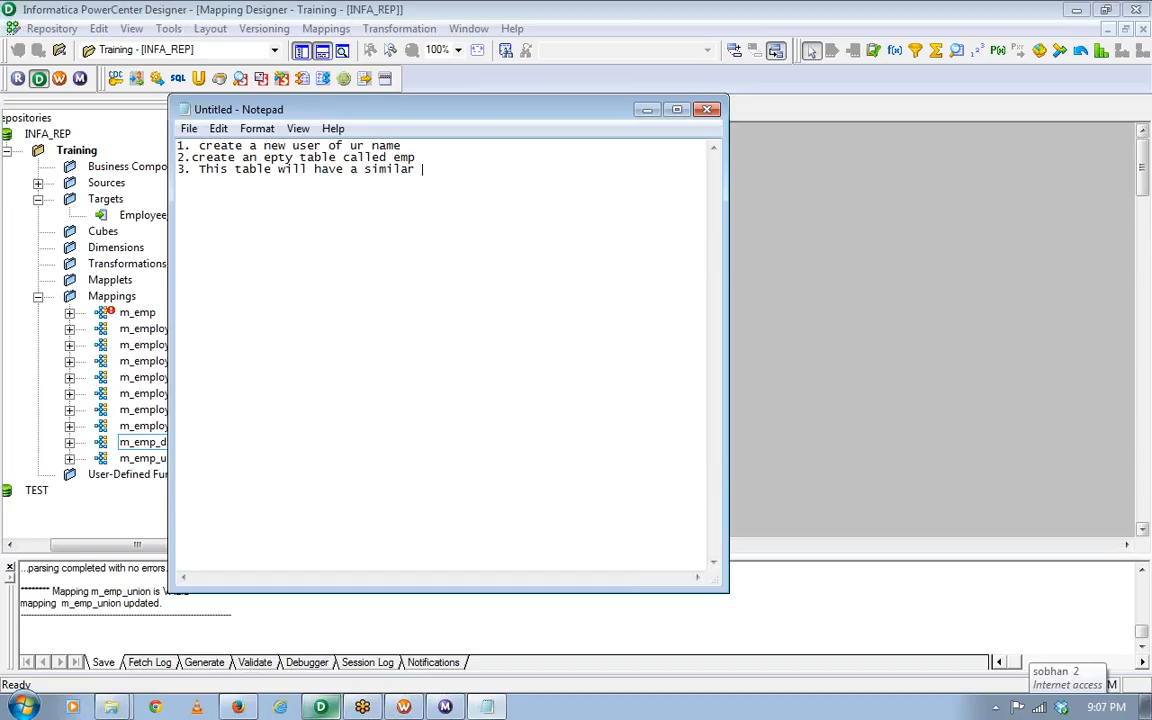 Informatica PowerCenter Designer - [Mapping Designer - Training - [INFA_REP]]
Repository Edit Tools Layout Versioning Mappings Transformation Window Help
Training - [INFA_REP]
100%
R D W M
CDC
SQL
f(x)
P(x)
epositories
INFA_REP
Training
Business Compo
Sources
Targets
Employee
Cubes
Dimensions
Transformations
Mapplets
Mappings
m_emp
m_employ
m_employ
m_employ
m_employ
m_employ
m_employ
m_employ
m_emp_d
m_emp_u
User-Defined Fur
TEST
Untitled - Notepad
File Edit Format View Help
1. create a new user of ur name
2.create an epty table called emp
3. This table will have a similar
...parsing completed with no errors.
******** Mapping m_emp_union is VALID
mapping m_emp_union updated.
Save Fetch Log Generate Validate Debugger Session Log Notifications
Ready
sobhan 2
Internet access
M
9:07 PM